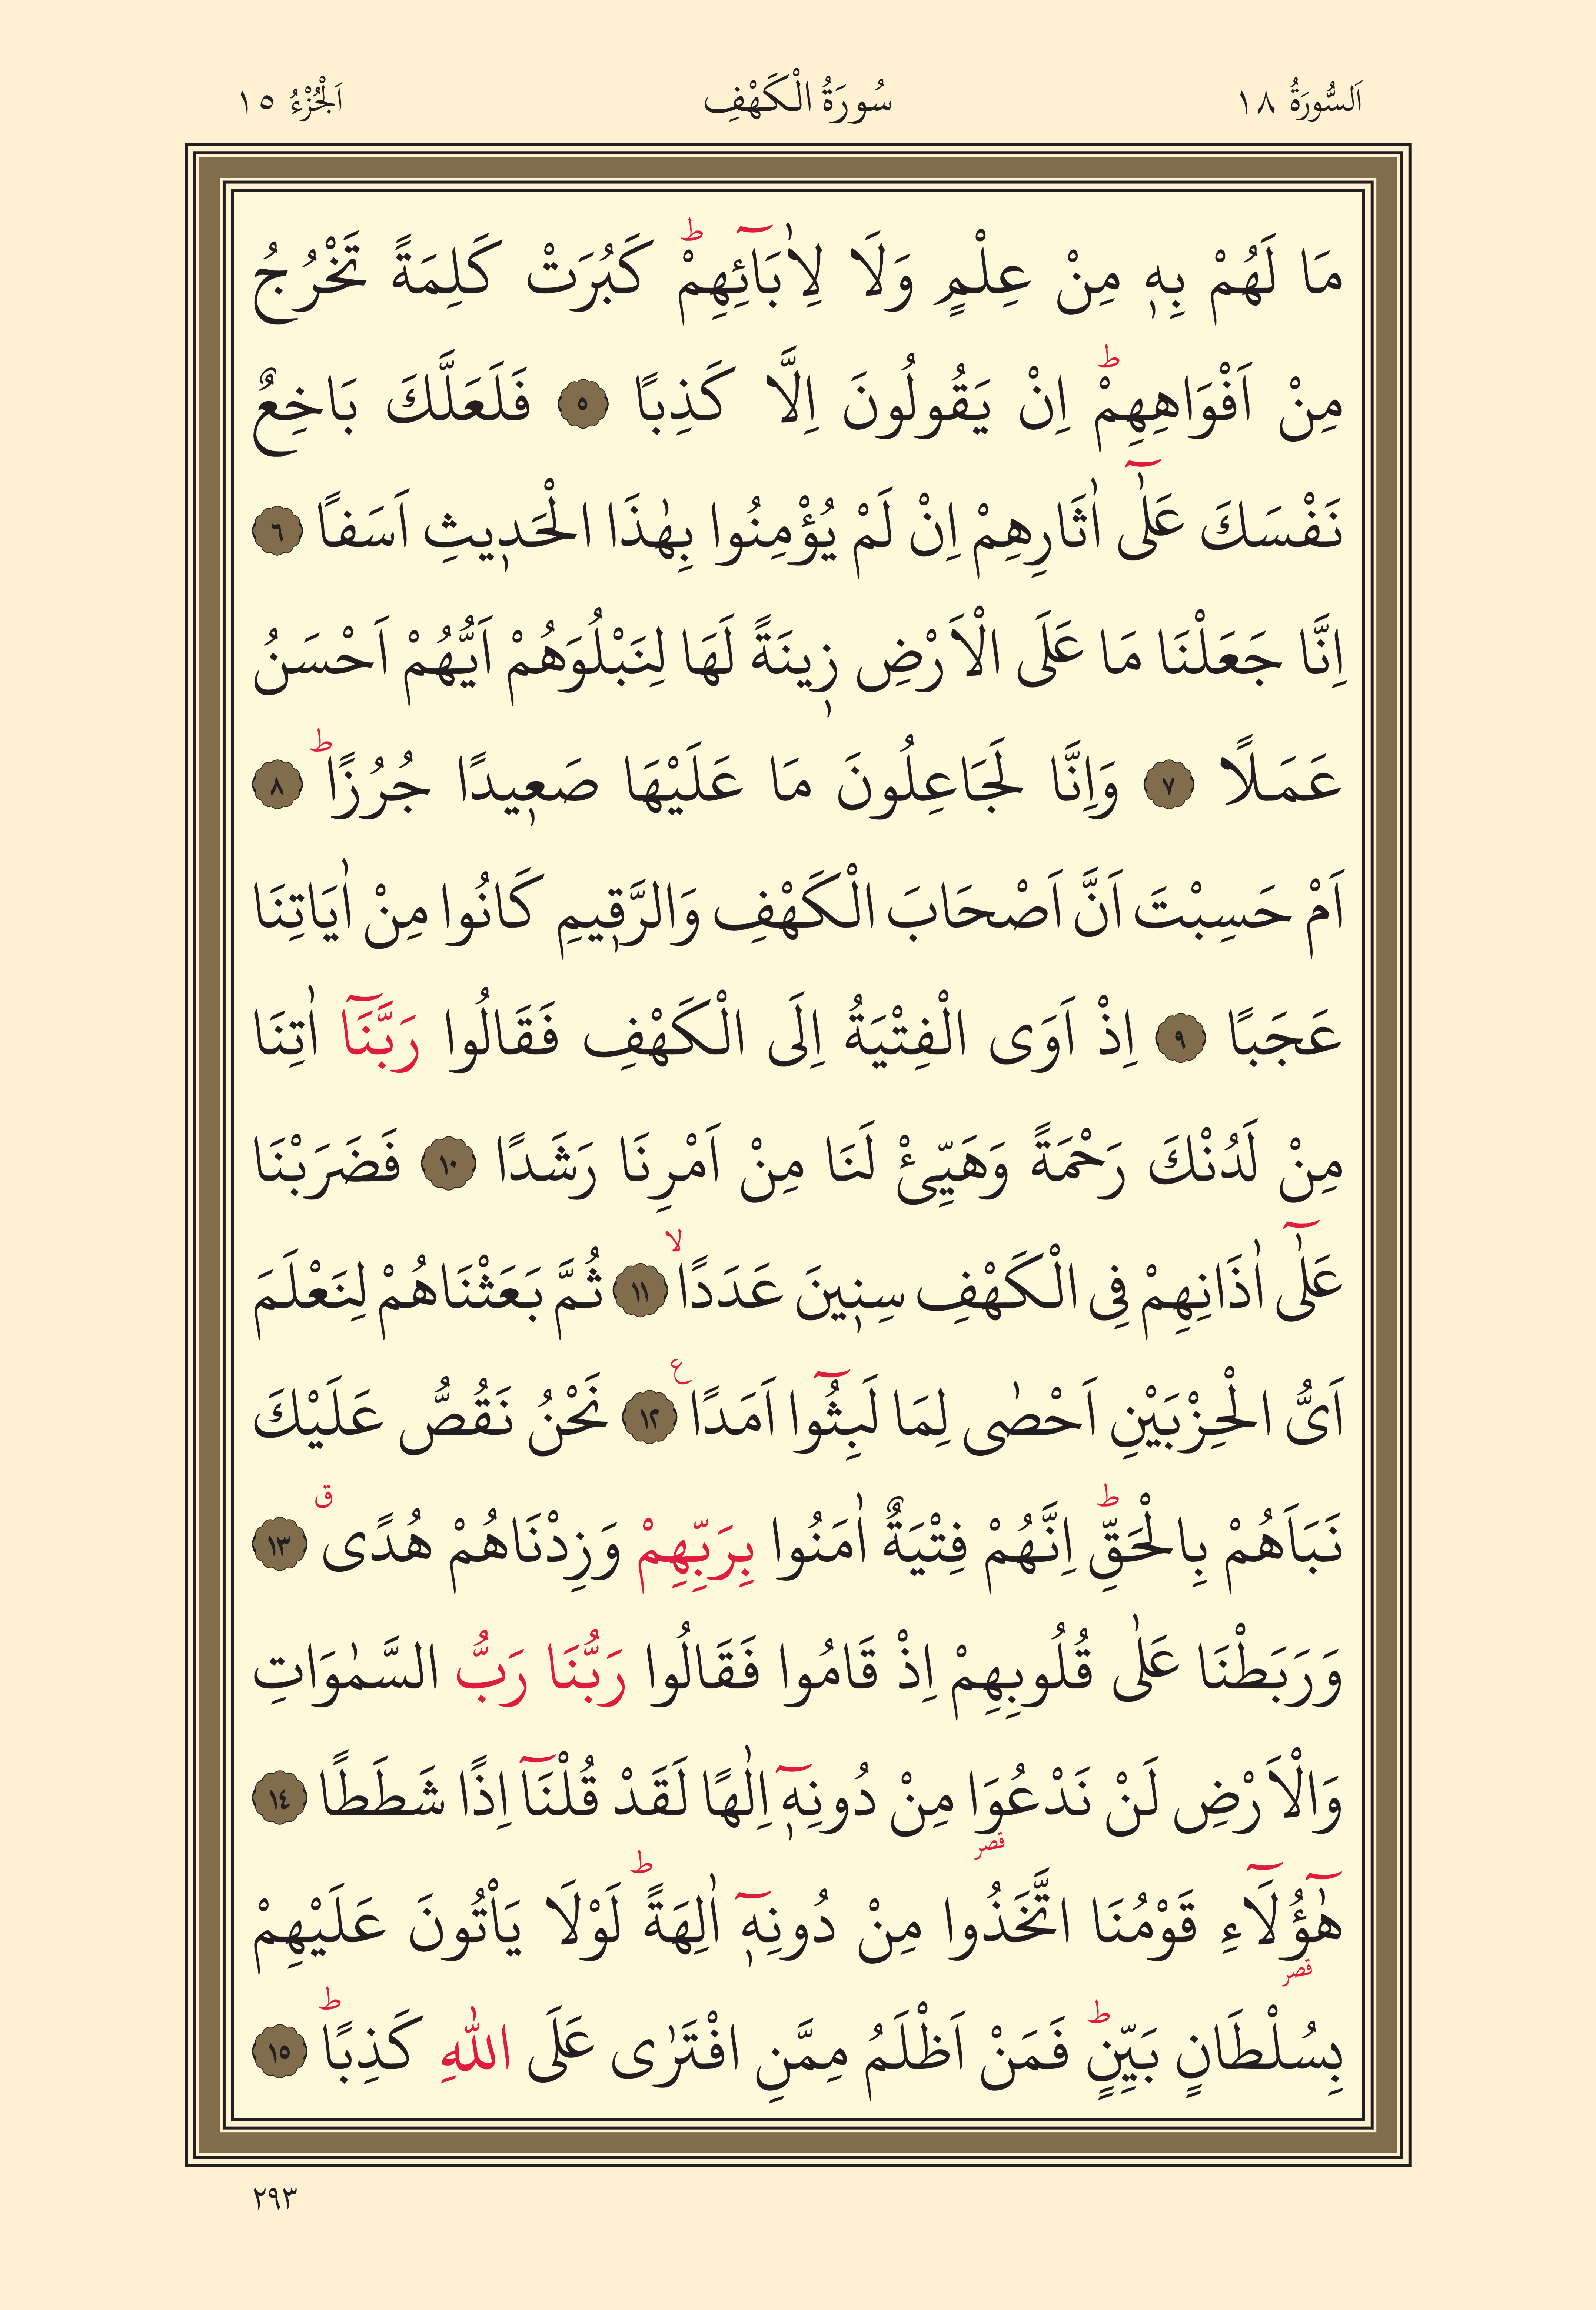 اَلسُّورَةُ ١٨ سُورَةُ الْكَهْفِ اَلْجُزْءُ ١٥
مَا لَهُمْ بِهٖ مِنْ عِلْمٍ وَلَا لِاٰبَٓائِهِمْۜ كَبُرَتْ كَلِمَةً تَخْرُجُ
مِنْ اَفْوَاهِهِمْۜ اِنْ يَقُولُونَ اِلَّا كَذِبًا ٥ فَلَعَلَّكَ بَاخِعٌ
نَفْسَكَ عَلٰٓى اٰثَارِهِمْ اِنْ لَمْ يُؤْمِنُوا بِهٰذَا الْحَدٖيثِ اَسَفًا ٦
اِنَّا جَعَلْنَا مَا عَلَى الْاَرْضِ زٖينَةً لَهَا لِنَبْلُوَهُمْ اَيُّهُمْ اَحْسَنُ
عَمَلًا ٧ وَاِنَّا لَجَاعِلُونَ مَا عَلَيْهَا صَعٖيدًا جُرُزًاؕ ٨
اَمْ حَسِبْتَ اَنَّ اَصْحَابَ الْكَهْفِ وَالرَّقٖيمِ كَانُوا مِنْ اٰيَاتِنَا
عَجَبًا ٩ اِذْ اَوَى الْفِتْيَةُ اِلَى الْكَهْفِ فَقَالُوا رَبَّنَٓا اٰتِنَا
مِنْ لَدُنْكَ رَحْمَةً وَهَيِّئْ لَنَا مِنْ اَمْرِنَا رَشَدًا ١٠ فَضَرَبْنَا
عَلٰٓى اٰذَانِهِمْ فِى الْكَهْفِ سِنٖينَ عَدَدًاۙ ١١ ثُمَّ بَعَثْنَاهُمْ لِنَعْلَمَ
اَىُّ الْحِزْبَيْنِ اَحْصٰى لِمَا لَبِثُٓوا اَمَدًا ع ١٢ نَحْنُ نَقُصُّ عَلَيْكَ
نَبَاَهُمْ بِالْحَقِّؕ اِنَّهُمْ فِتْيَةٌ اٰمَنُوا بِرَبِّهِمْ وَزِدْنَاهُمْ هُدًى ق ١٣
وَرَبَطْنَا عَلٰى قُلُوبِهِمْ اِذْ قَامُوا فَقَالُوا رَبُّنَا رَبُّ السَّمٰوَاتِ
وَالْاَرْضِ لَنْ نَدْعُوَا مِنْ دُونِهٖٓ اِلٰهًا لَقَدْ قُلْنَٓا اِذًا شَطَطًا ١٤
قصر
هٰٓؤُلَٓاءِ قَوْمُنَا اتَّخَذُوا مِنْ دُونِهٖٓ اٰلِهَةًؕ لَوْلَا يَاْتُونَ عَلَيْهِمْ
قصر
بِسُلْطَانٍ بَيِّنٍؕ فَمَنْ اَظْلَمُ مِمَّنِ افْتَرٰى عَلَى اللّٰهِ كَذِبًاؕ ١٥
٢٩٣